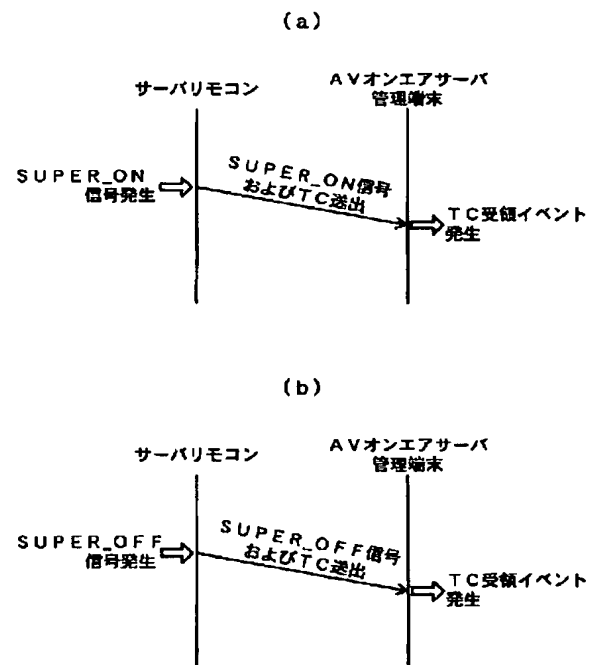 (a)
サーバリモコン
AVオンエアサーバ
管理端末
SUPER_ON
信号発生
SUPER_ON信号
およびTC送出
TC受領イベント
発生
(b)
サーバリモコン
AVオンエアサーバ
管理端末
SUPER_OFF
信号発生
SUPER_OFF信号
およびTC送出
TC受領イベント
発生